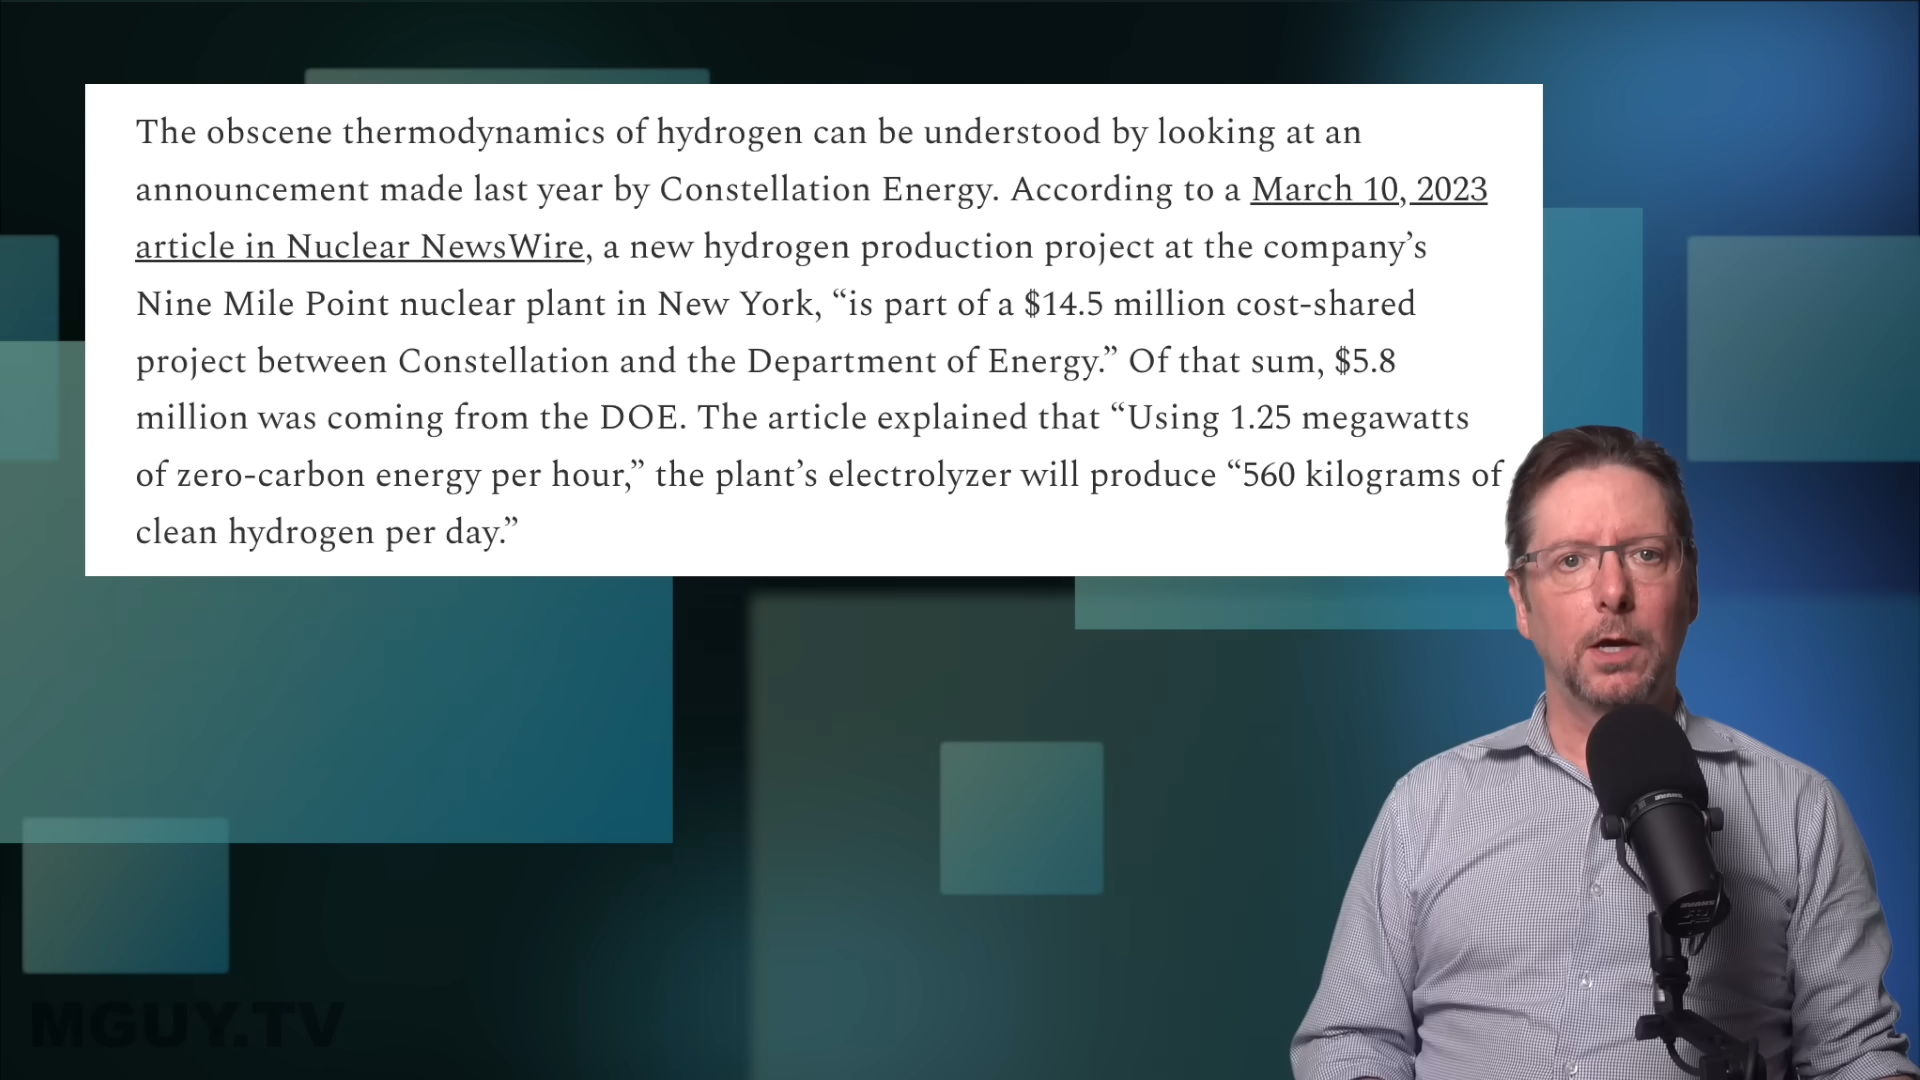 The obscene thermodynamics of hydrogen can be understood by looking at an
announcement made last year by Constellation Energy. According to a March 10, 2023
article in Nuclear NewsWire, a new hydrogen production project at the company’s
Nine Mile Point nuclear plant in New York, “is part of a $14.5 million cost-shared
project between Constellation and the Department of Energy.” Of that sum, $5.8
million was coming from the DOE. The article explained that “Using 1.25 megawatts
of zero-carbon energy per hour,” the plant’s electrolyzer will produce “560 kilograms of
clean hydrogen per day.”
MGUY.TV